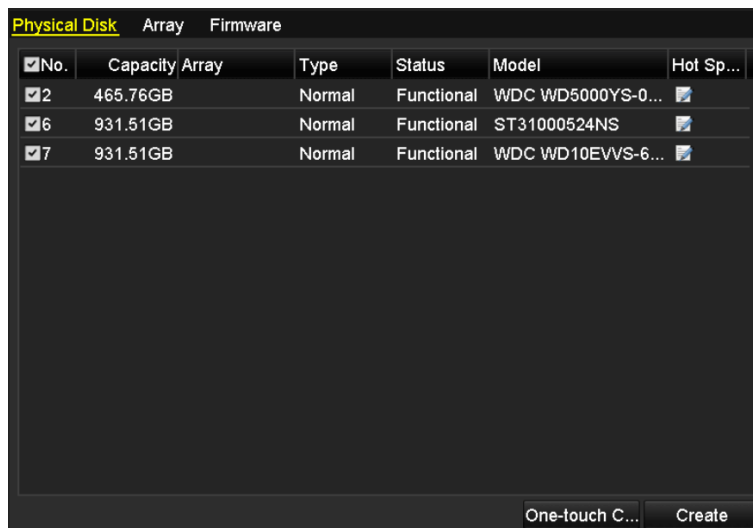 Physical Disk Array Firmware
No. Capacity Array Type Status Model Hot Sp...
2 465.76GB Normal Functional WDC WD5000YS-0...
6 931.51GB Normal Functional ST31000524NS
7 931.51GB Normal Functional WDC WD10EVVS-6...
One-touch C... Create